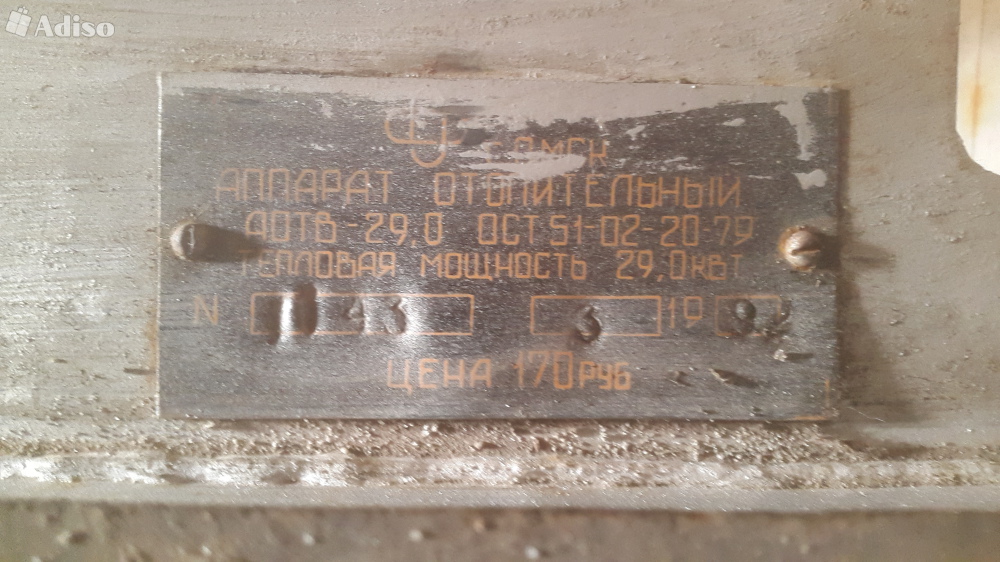 Adiso
г.ОМСК
АППАРАТ ОТОПИТЕЛЬНЫЙ
АОТВ-29,0 ОСТ 51-02-20-79
ТЕПЛОВАЯ МОЩНОСТЬ 29,0кВт
N 3 19
ЦЕНА 170РУБ